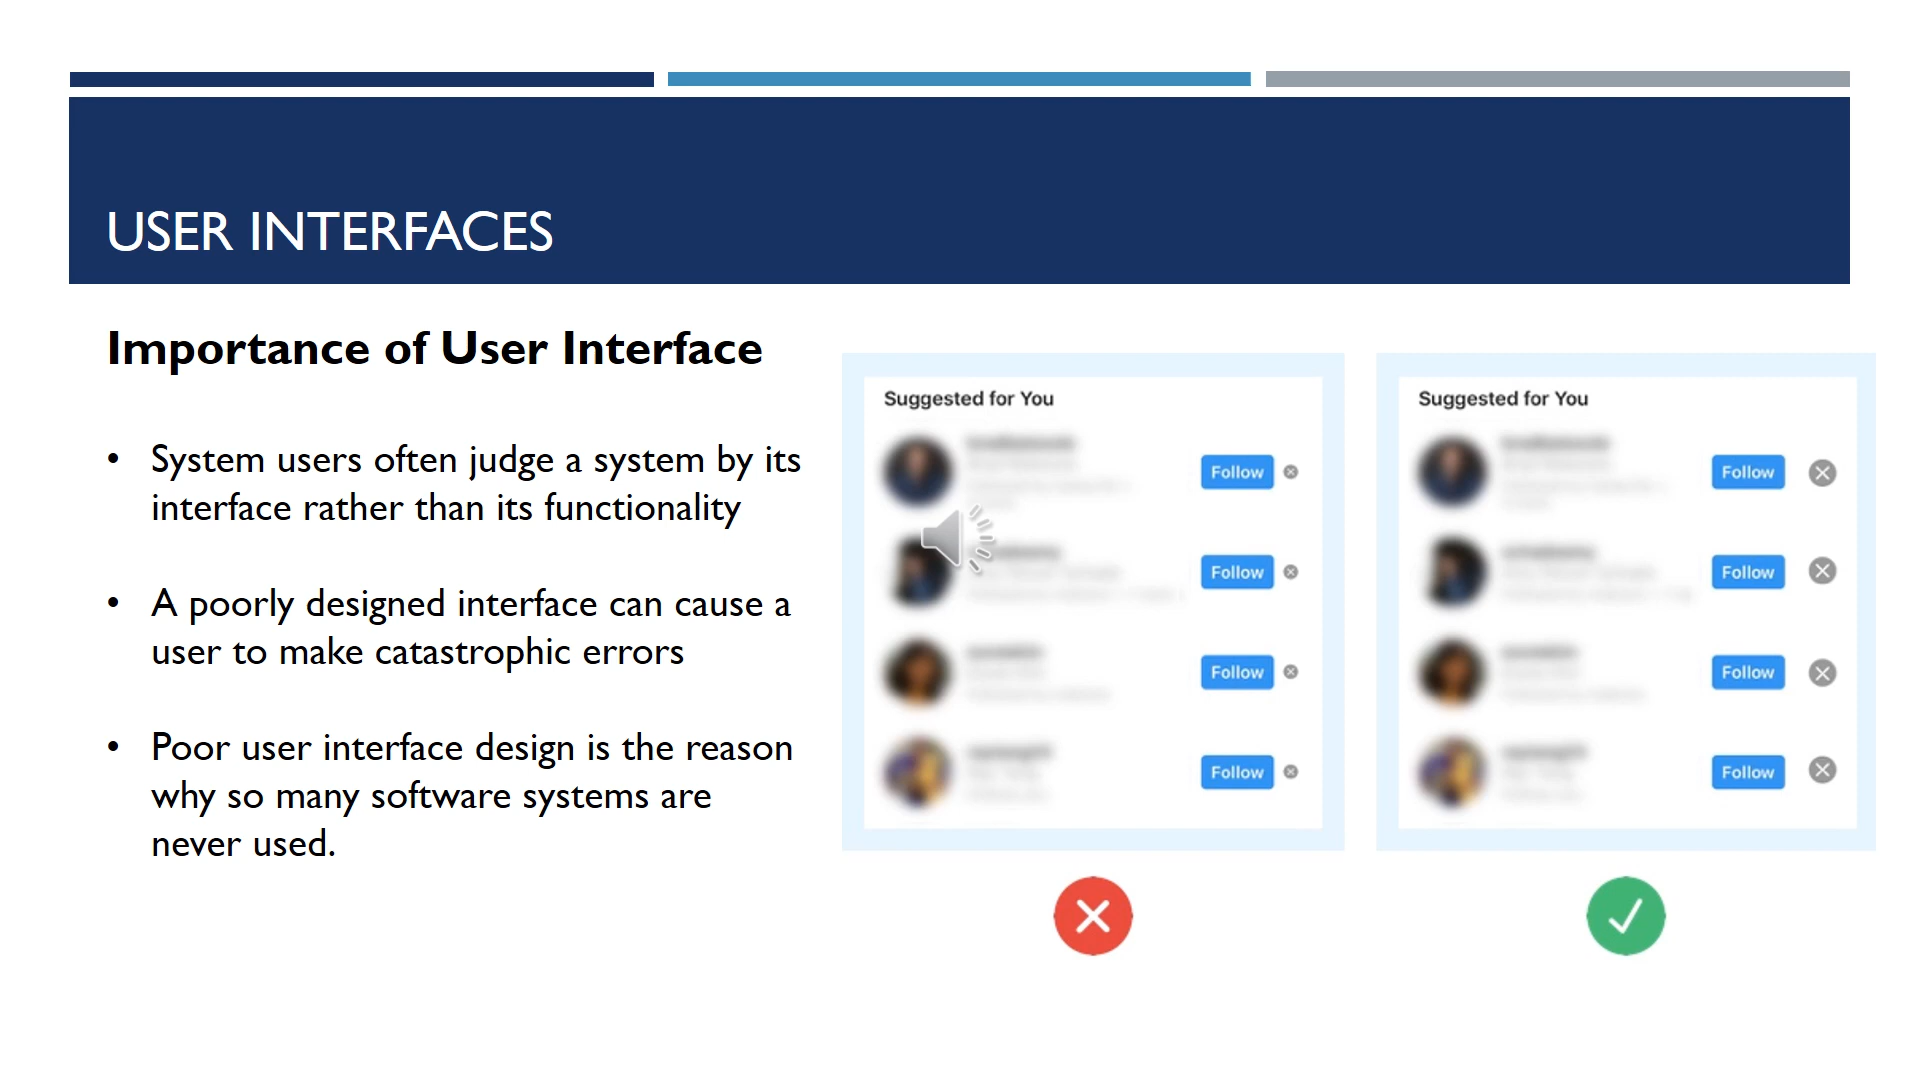 USER INTERFACES
Importance of User Interface
• System users often judge a system by its
interface rather than its functionality
• A poorly designed interface can cause a
user to make catastrophic errors
• Poor user interface design is the reason
why so many software systems are
never used.
Suggested for You
Follow
Follow
Follow
Follow
Suggested for You
Follow
Follow
Follow
Follow